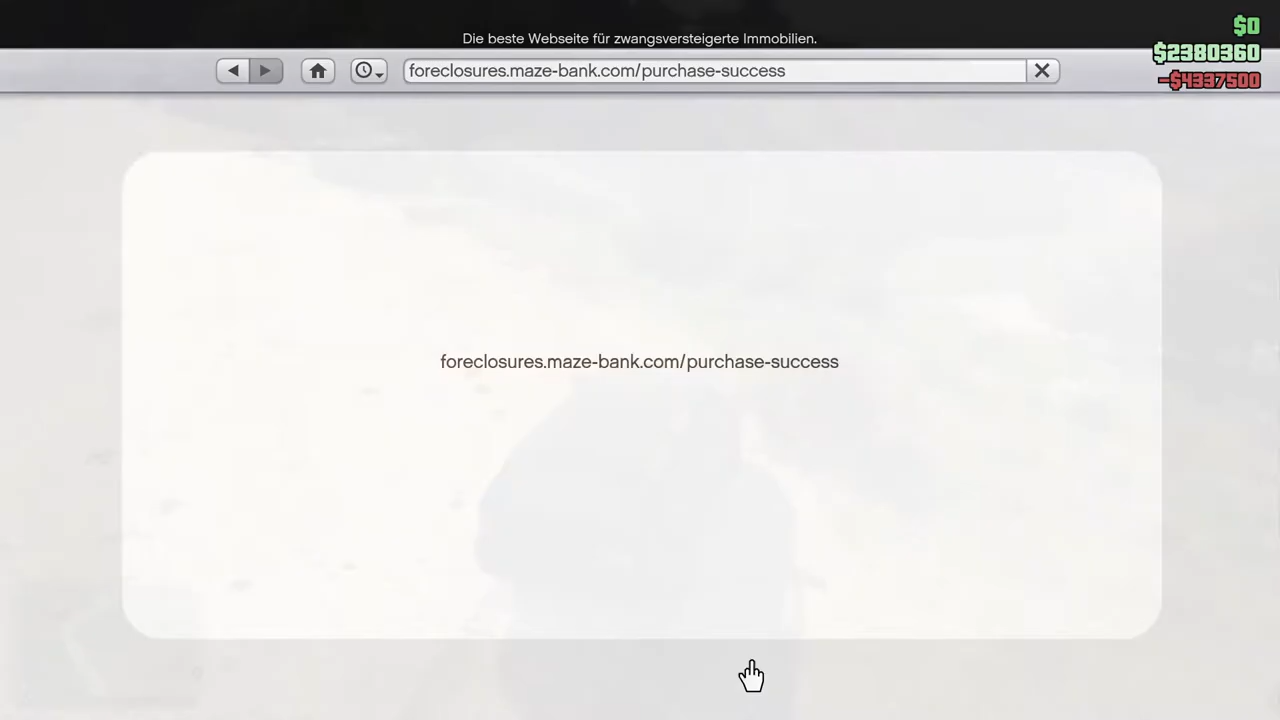 $0
Die beste Webseite für zwangsversteigerte Immobilien.
$2380360
foreclosures.maze-bank.com/purchase-success
-$4337500
foreclosures.maze-bank.com/purchase-success